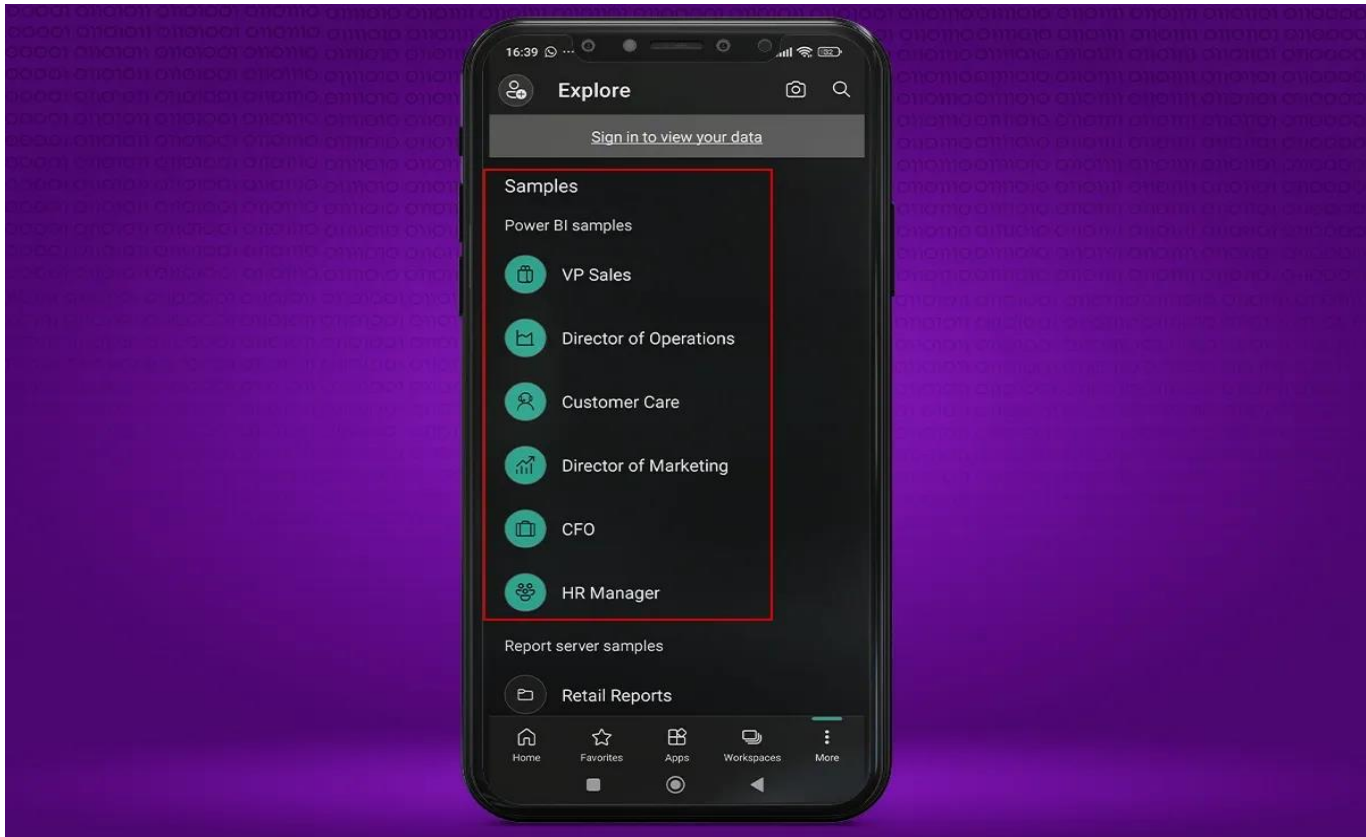 16:39
Explore
Sign in to view your data
Samples
Power BI samples
VP Sales
Director of Operations
Customer Care
Director of Marketing
CFO
HR Manager
Report server samples
Retail Reports
Home Favorites Apps Workspaces More